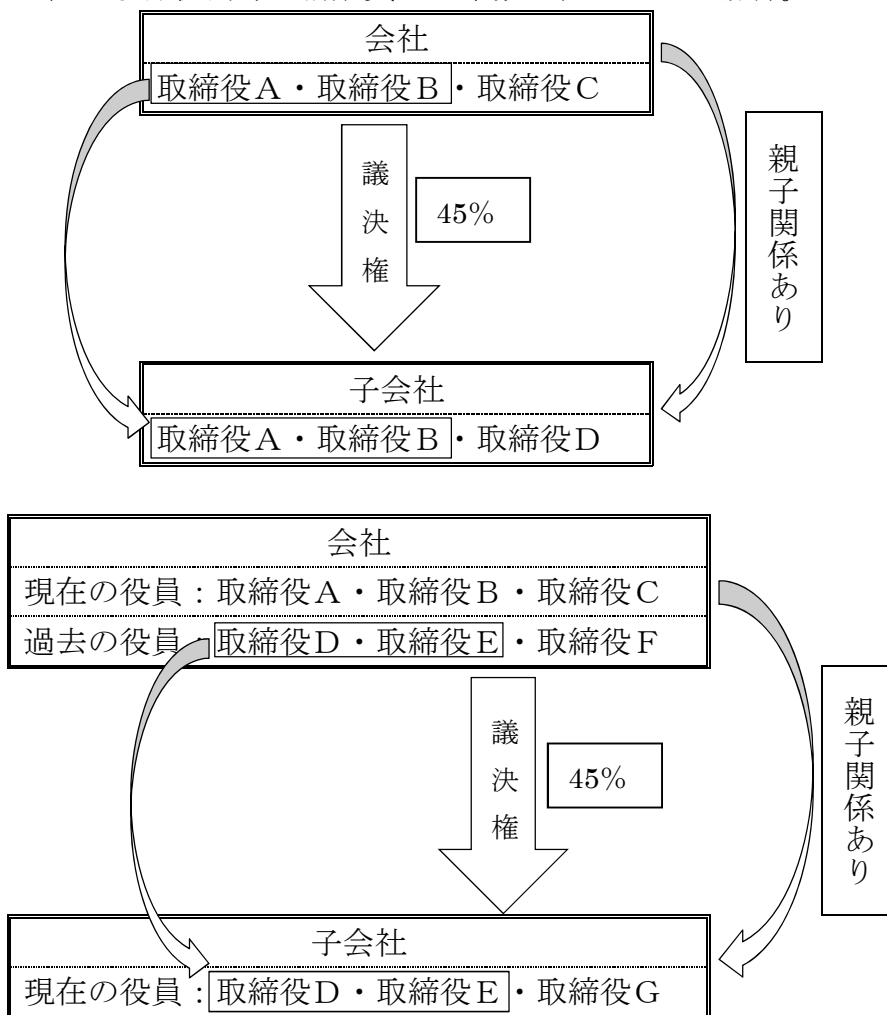 会社
取締役A・取締役B・取締役C
議決権
45%
親子関係あり
子会社
取締役A・取締役B・取締役D
会社
現在の役員：取締役A・取締役B・取締役C
過去の役員：取締役D・取締役E・取締役F
議決権
45%
親子関係あり
子会社
現在の役員：取締役D・取締役E・取締役G